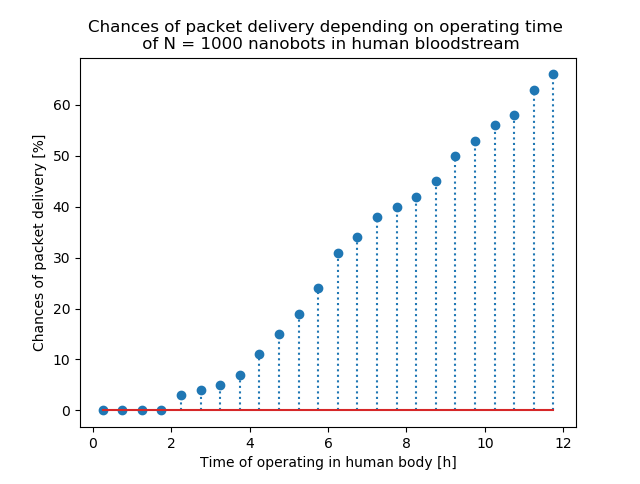 Chances of packet delivery depending on operating time
of N = 1000 nanobots in human bloodstream
60
50
40
30
20
10
0
Chances of packet delivery [%]
0 2 4 6 8 10 12
Time of operating in human body [h]